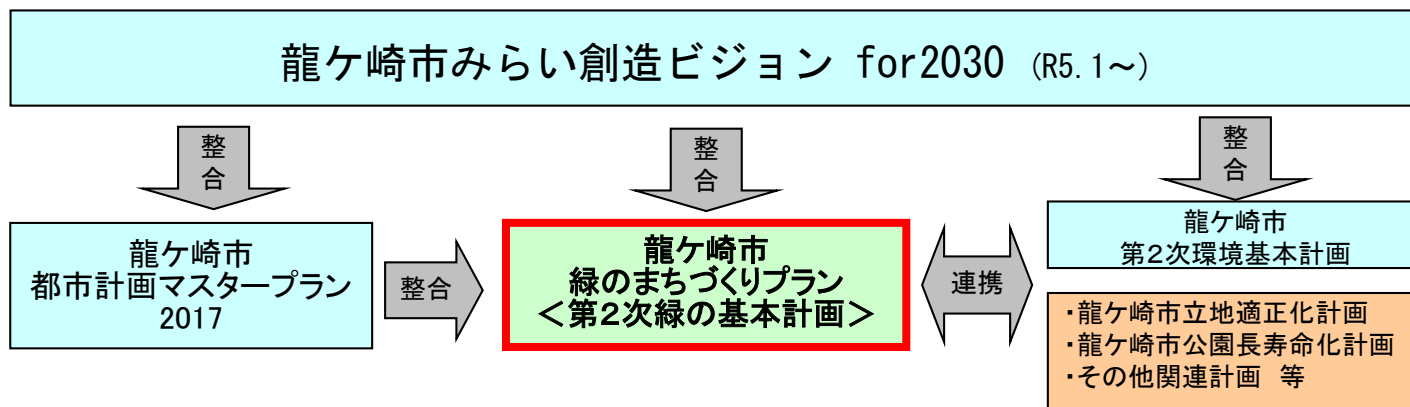 龍ケ崎市みらい創造ビジョン for2030 (R5.1～)
整
合
整
合
整
合
龍ケ崎市
都市計画マスタープラン
2017
整合
龍ケ崎市
緑のまちづくりプラン
＜第２次緑の基本計画＞
連携
龍ケ崎市
第２次環境基本計画
・龍ケ崎市立地適正化計画
・龍ケ崎市公園長寿命化計画
・その他関連計画　等